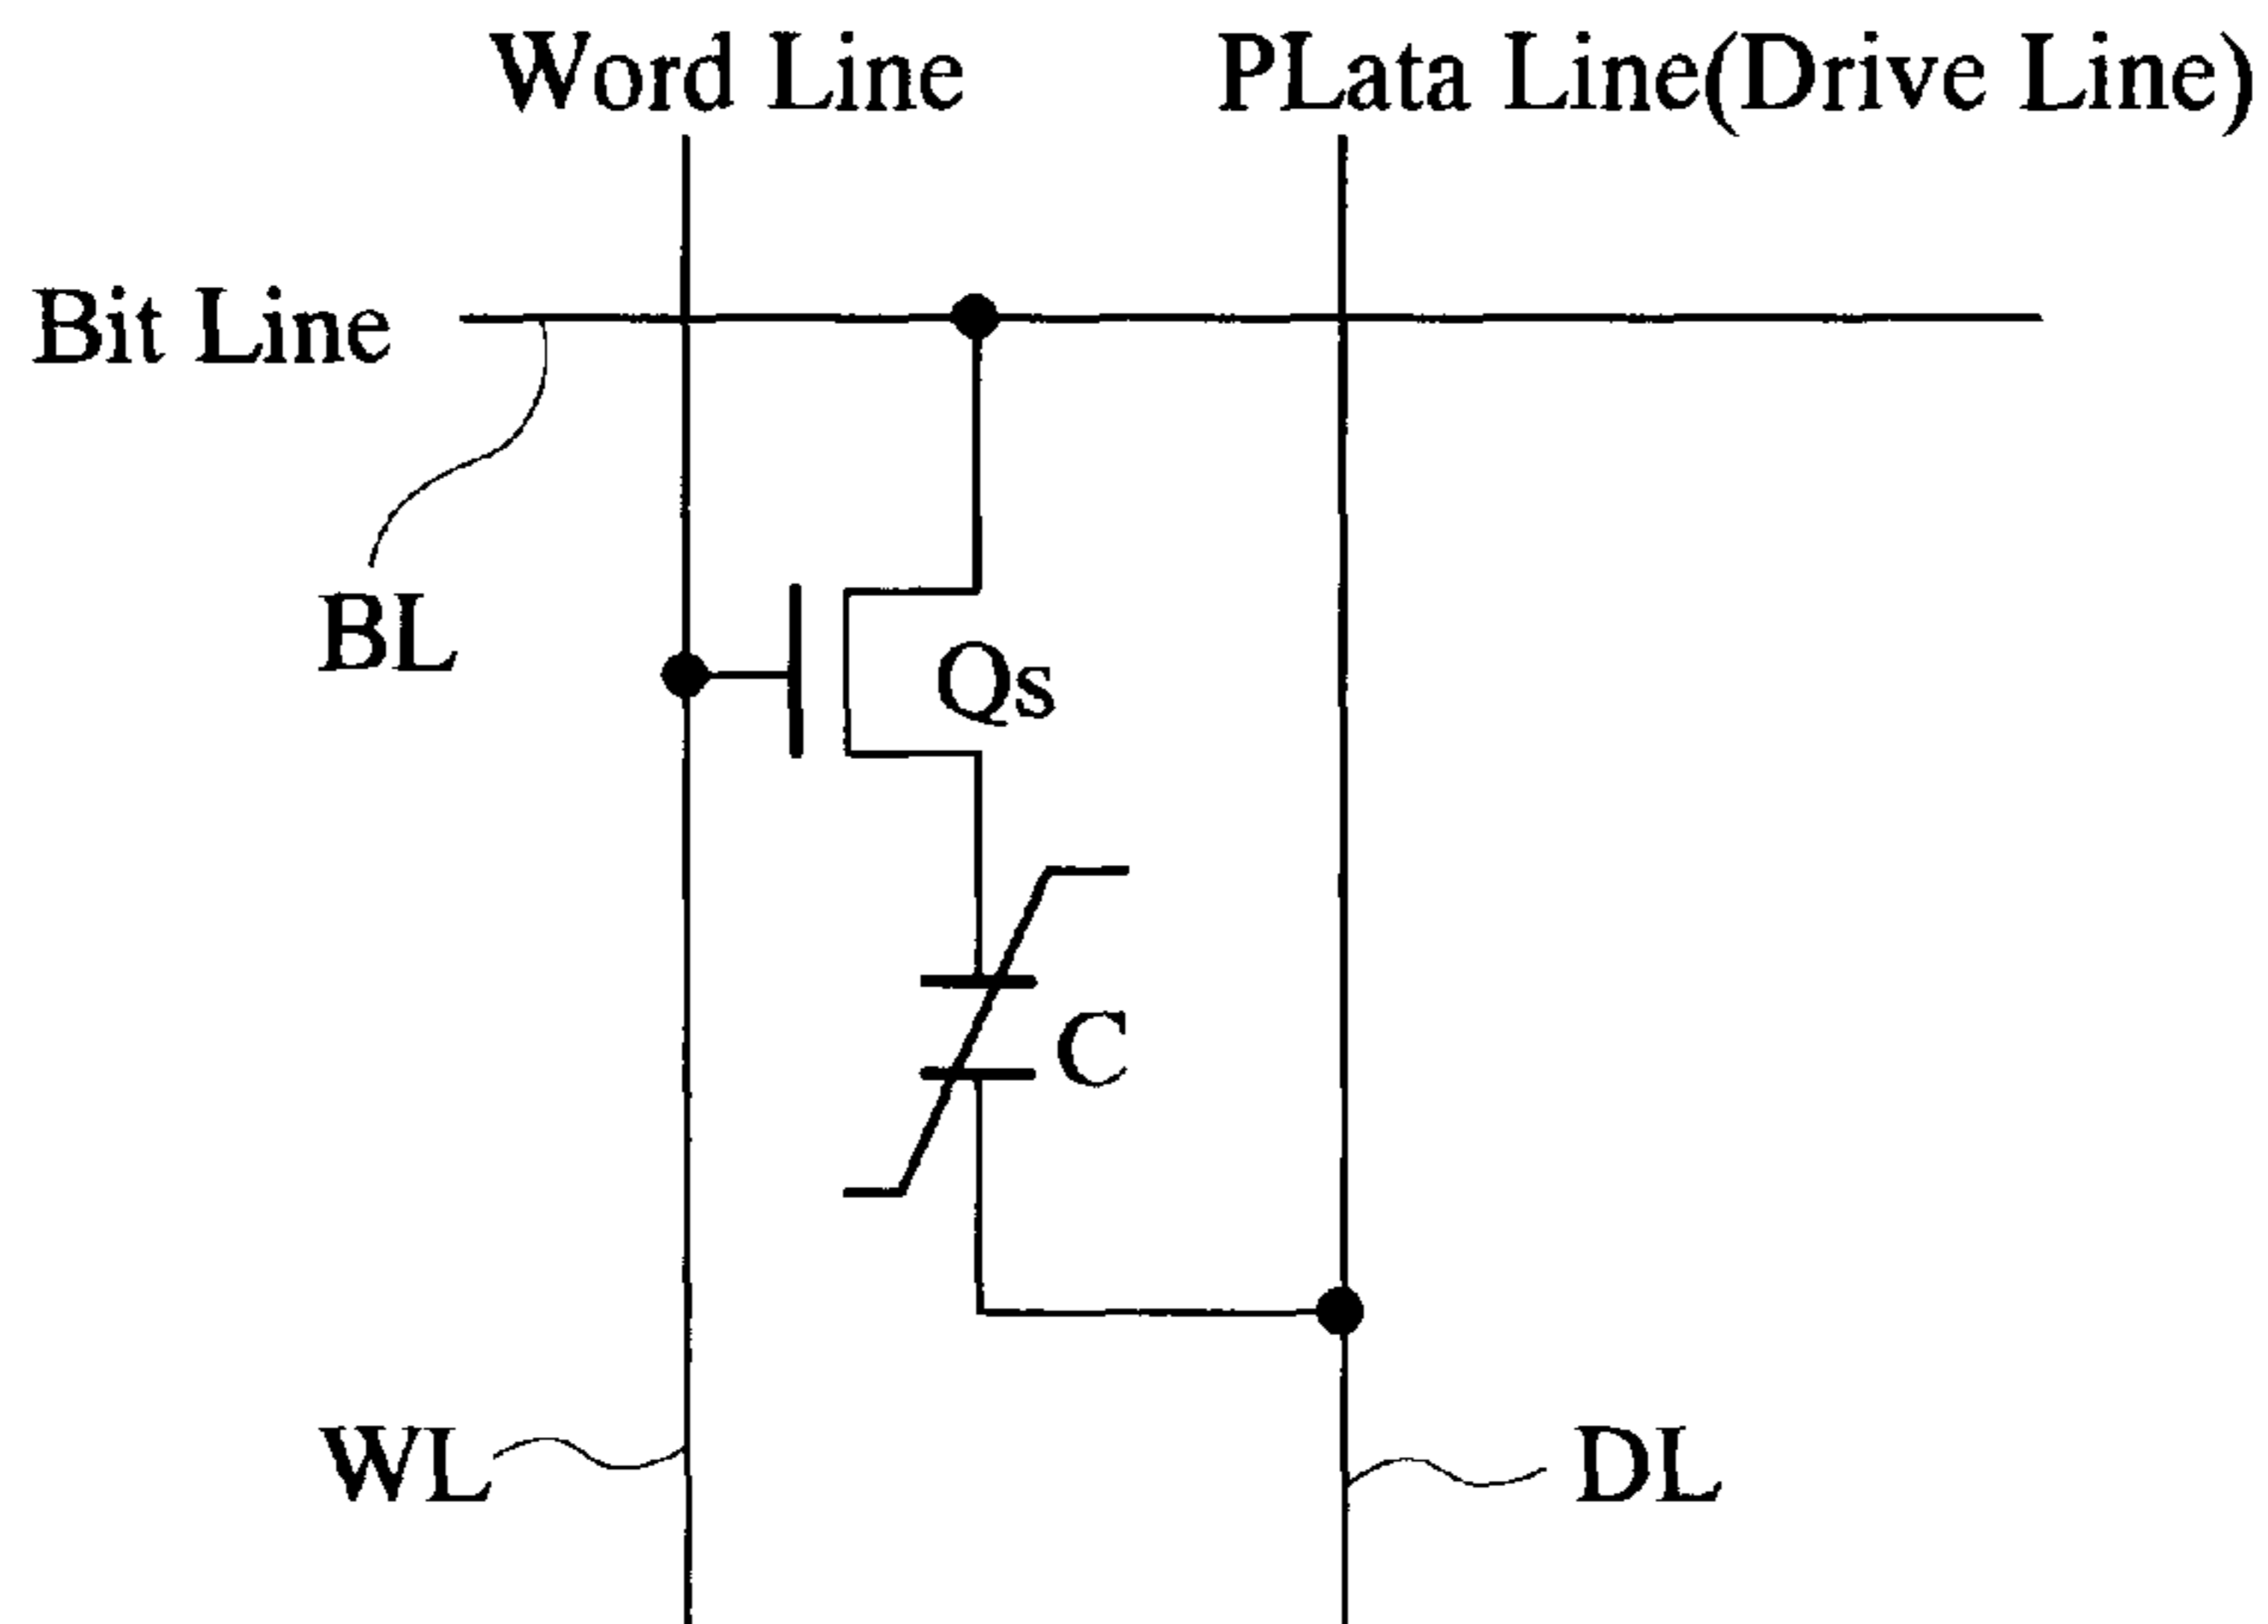 Word Line
PLata Line(Drive Line)
Bit Line
BL
Qs
C
WL
DL